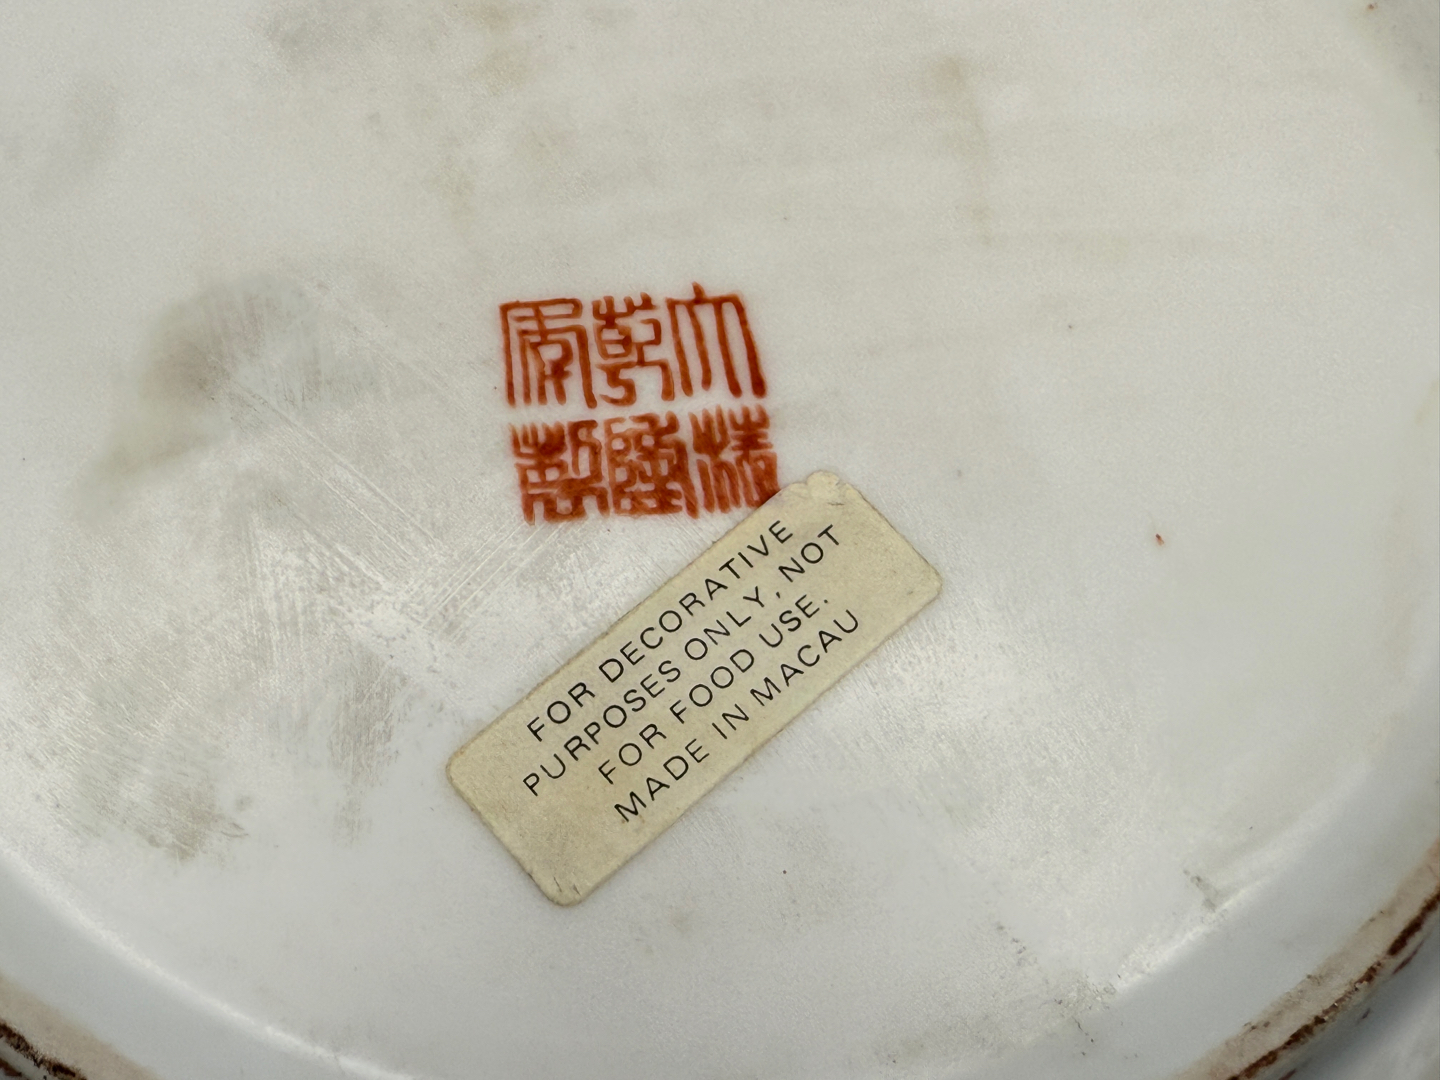 大清
乾隆
年製
FOR DECORATIVE
PURPOSES ONLY, NOT
FOR FOOD USE.
MADE IN MACAU